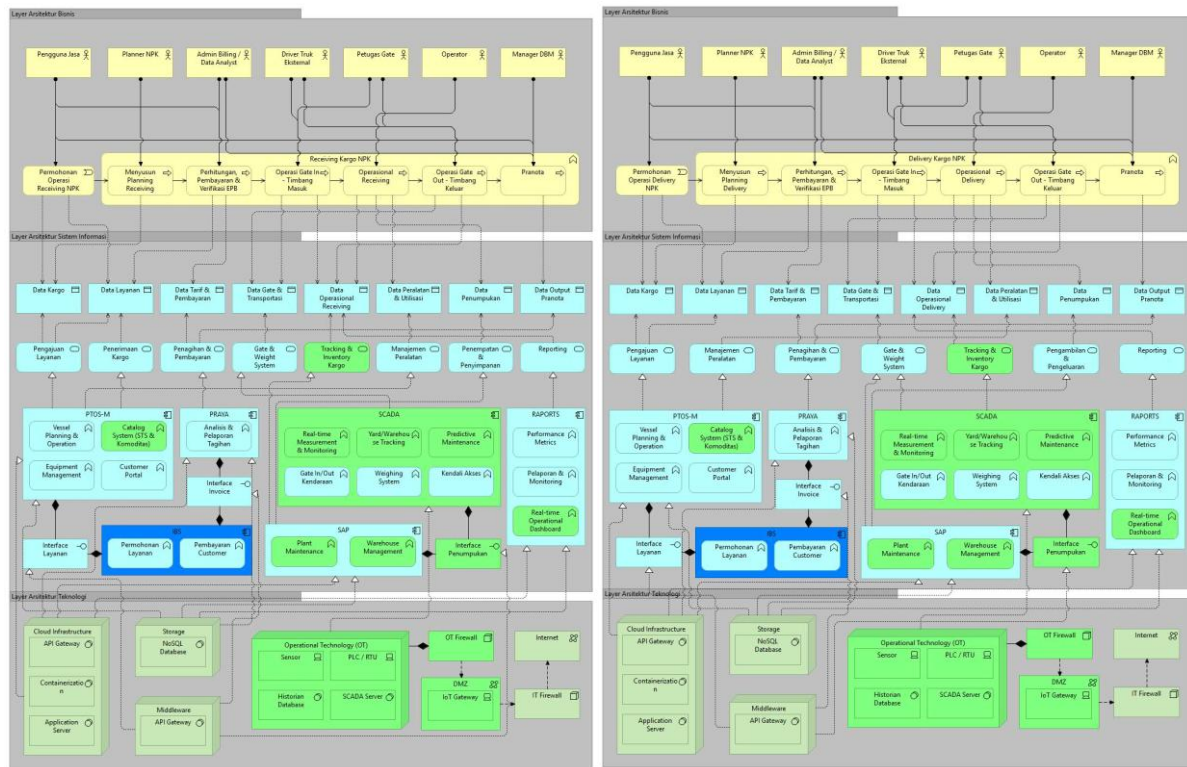 Layer Arsitektur Bisnis
Pengguna Jasa
Planner NPK
Admin Billing /
Data Analyst
Driver Truk
Eksternal
Petugas Gate
Operator
Manager DBM
Receiving Kargo NPK
Permohonan
Operasi
Receiving NPK
Menyusun
Planning
Receiving
Perhitungan,
Pembayaran &
Verifikasi EPB
Operasi Gate In
- Timbang
Masuk
Operasional
Receiving
Operasi Gate
Out - Timbang
Keluar
Pranota
Layer Arsitektur Sistem Informasi
Data Kargo
Data Layanan
Data Tarif &
Pembayaran
Data Gate &
Transportasi
Data
Operasional
Receiving
Data Peralatan
& Utilisasi
Data
Penumpukan
Data Output
Pranota
Pengajuan
Layanan
Penerimaan
Kargo
Penagihan &
Pembayaran
Gate &
Weight
System
Tracking &
Inventory
Kargo
Manajemen
Peralatan
Penempatan &
Penyimpanan
Reporting
PTOS-M
Vessel
Planning &
Operation
Catalog
System (STS &
Komoditas)
Equipment
Management
Customer
Portal
PRAYA
Analisis &
Pelaporan
Tagihan
SCADA
Real-time
Measurement
& Monitoring
Yard/Warehou
se Tracking
Predictive
Maintenance
Gate In/Out
Kendaraan
Weighing
System
Kendali Akses
RAPORTS
Performance
Metrics
Pelaporan &
Monitoring
Real-time
Operational
Dashboard
Interface
Invoice
Interface
Layanan
IBS
Permohonan
Layanan
Pembayaran
Customer
SAP
Plant
Maintenance
Warehouse
Management
Interface
Penumpukan
Layer Arsitektur Teknologi
Cloud Infrastructure
API Gateway
Containerizatio
n
Application
Server
Storage
NoSQL
Database
Middleware
API Gateway
Operational Technology (OT)
Sensor
PLC / RTU
Historian
Database
SCADA Server
OT Firewall
DMZ
IoT Gateway
Internet
IT Firewall
Layer Arsitektur Bisnis
Pengguna Jasa
Planner NPK
Admin Billing /
Data Analyst
Driver Truk
Eksternal
Petugas Gate
Operator
Manager DBM
Delivery Kargo NPK
Permohonan
Operasi Delivery
NPK
Menyusun
Planning
Delivery
Perhitungan,
Pembayaran &
Verifikasi EPB
Operasi Gate In
- Timbang
Masuk
Operasional
Delivery
Operasi Gate
Out - Timbang
Keluar
Pranota
Layer Arsitektur Sistem Informasi
Data Kargo
Data Layanan
Data Tarif &
Pembayaran
Data Gate &
Transportasi
Data
Operasional
Delivery
Data Peralatan
& Utilisasi
Data
Penumpukan
Data Output
Pranota
Pengajuan
Layanan
Manajemen
Peralatan
Penagihan &
Pembayaran
Gate &
Weight
System
Tracking &
Inventory
Kargo
Pengambilan
&
Pengeluaran
Reporting
PTOS-M
Vessel
Planning &
Operation
Catalog
System (STS &
Komoditas)
Equipment
Management
Customer
Portal
PRAYA
Analisis &
Pelaporan
Tagihan
SCADA
Real-time
Measurement
& Monitoring
Yard/Warehou
se Tracking
Predictive
Maintenance
Gate In/Out
Kendaraan
Weighing
System
Kendali Akses
RAPORTS
Performance
Metrics
Pelaporan &
Monitoring
Real-time
Operational
Dashboard
Interface
Invoice
Interface
Layanan
IBS
Permohonan
Layanan
Pembayaran
Customer
SAP
Plant
Maintenance
Warehouse
Management
Interface
Penumpukan
Layer Arsitektur Teknologi
Cloud Infrastructure
API Gateway
Containerizatio
n
Application
Server
Storage
NoSQL
Database
Middleware
API Gateway
Operational Technology (OT)
Sensor
PLC / RTU
Historian
Database
SCADA Server
OT Firewall
DMZ
IoT Gateway
Internet
IT Firewall